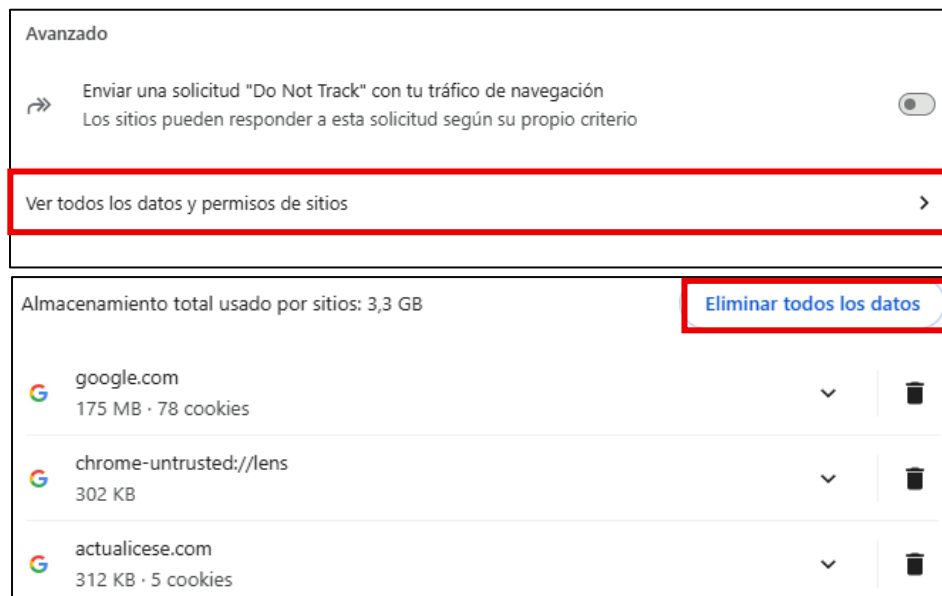 Avanzado
Enviar una solicitud "Do Not Track" con tu tráfico de navegación
Los sitios pueden responder a esta solicitud según su propio criterio
Ver todos los datos y permisos de sitios
Almacenamiento total usado por sitios: 3,3 GB
Eliminar todos los datos
google.com
175 MB · 78 cookies
chrome-untrusted://lens
302 KB
actualicese.com
312 KB · 5 cookies